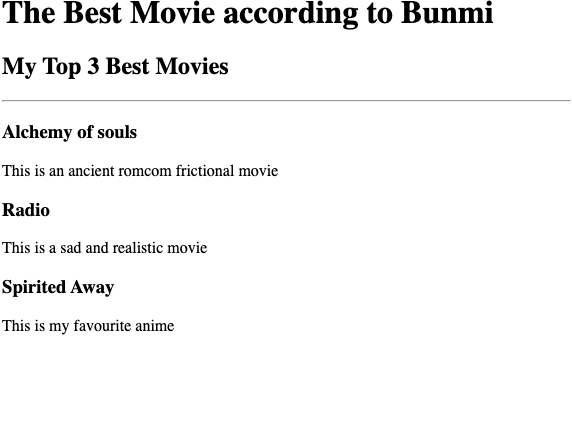 The Best Movie according to Bunmi
My Top 3 Best Movies
Alchemy of souls
This is an ancient romcom frictional movie
Radio
This is a sad and realistic movie
Spirited Away
This is my favourite anime